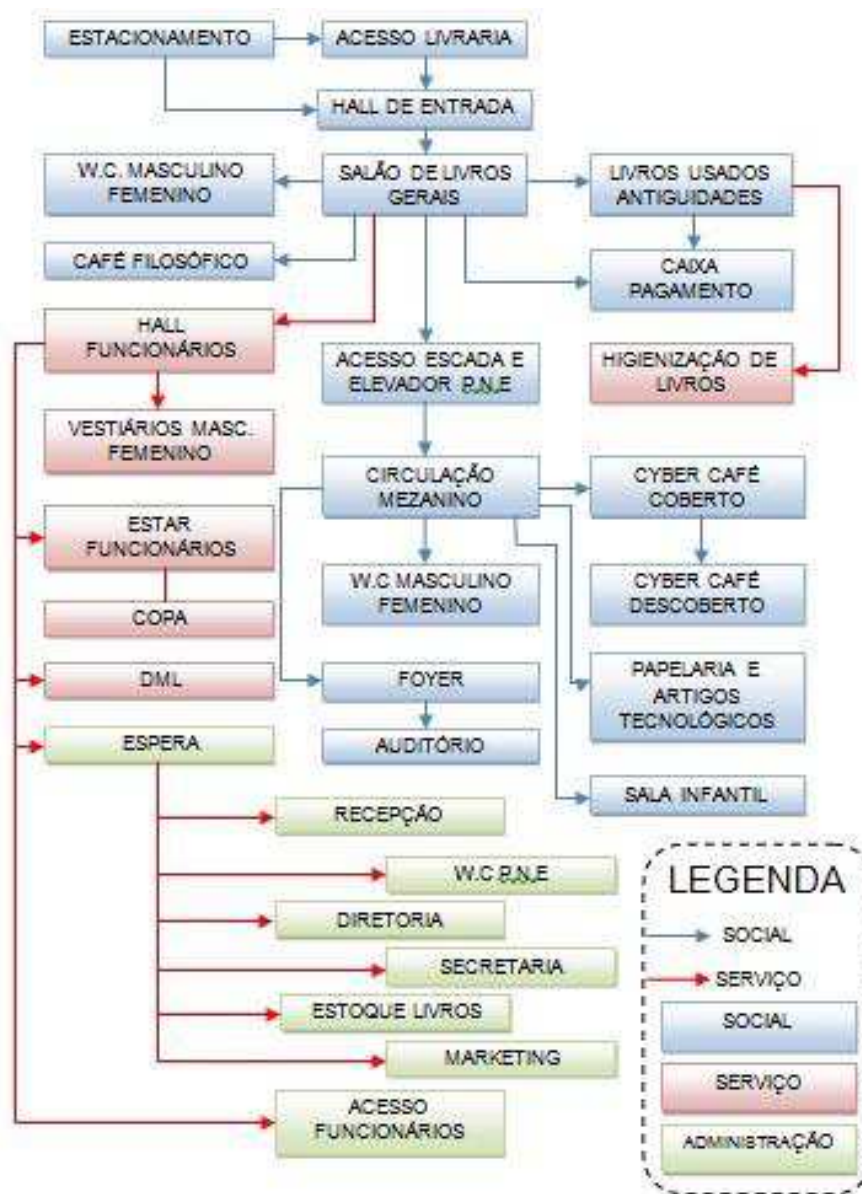 ESTACIONAMENTO
ACESSO LIVRARIA
HALL DE ENTRADA
W.C. MASCULINO
FEMENINO
SALÃO DE LIVROS
GERAIS
LIVROS USADOS
ANTIGUIDADES
CAFÉ FILOSÓFICO
CAIXA
PAGAMENTO
HALL
FUNCIONÁRIOS
ACESSO ESCADA E
ELEVADOR P.N.E
HIGIENIZAÇÃO DE
LIVROS
VESTIÁRIOS MASC.
FEMENINO
CIRCULAÇÃO
MEZANINO
CYBER CAFÉ
COBERTO
ESTAR
FUNCIONÁRIOS
W.C MASCULINO
FEMENINO
CYBER CAFÉ
DESCOBERTO
COPA
DML
FOYER
PAPELARIA E
ARTIGOS
TECNOLÓGICOS
ESPERA
AUDITÓRIO
SALA INFANTIL
RECEPÇÃO
W.C P.N.E
DIRETORIA
SECRETARIA
ESTOQUE LIVROS
MARKETING
ACESSO
FUNCIONÁRIOS
LEGENDA
SOCIAL
SERVIÇO
SOCIAL
SERVIÇO
ADMINISTRAÇÃO